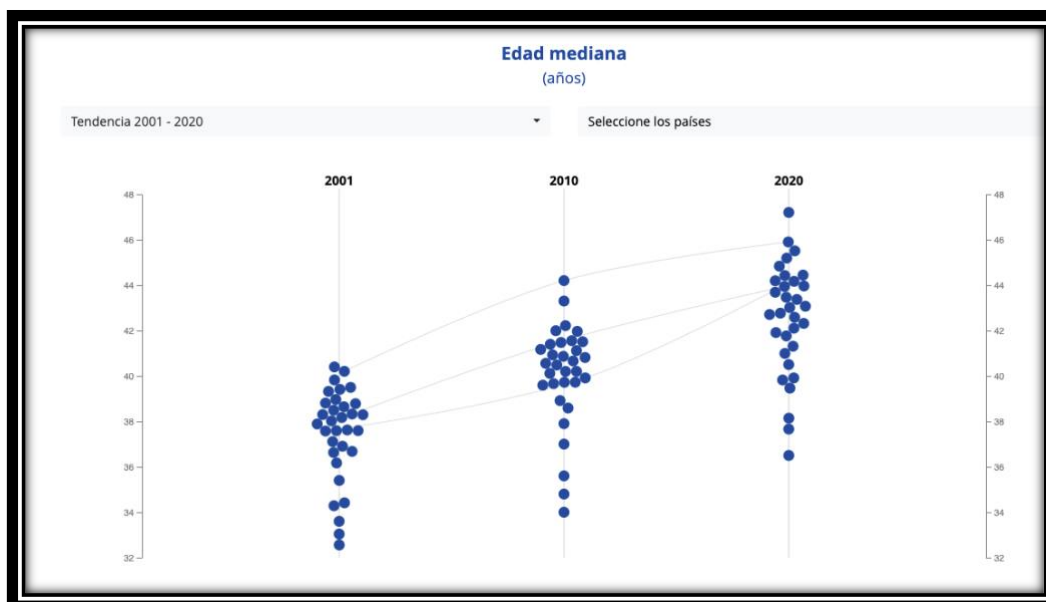 Edad mediana
(años)
Tendencia 2001 - 2020
Seleccione los países
2001 2010 2020
48 48
46 46
44 44
42 42
40 40
38 38
36 36
34 34
32 32